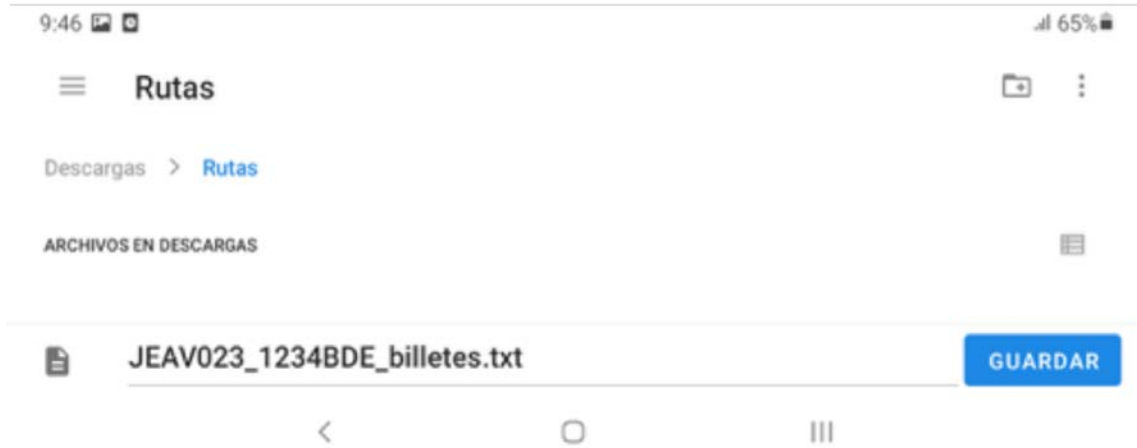 9:46 65%
Rutas
Descargas > Rutas
ARCHIVOS EN DESCARGAS
JEAV023_1234BDE_billetes.txt GUARDAR